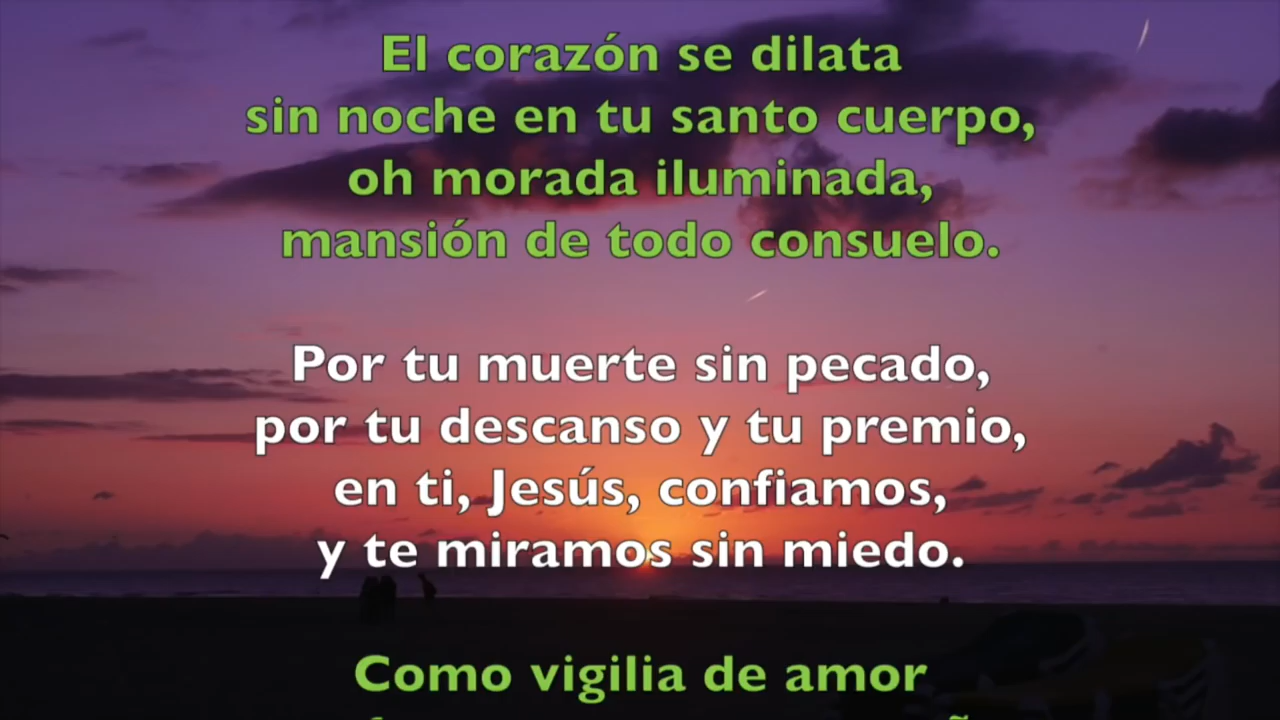 El corazón se dilata
sin noche en tu santo cuerpo,
oh morada iluminada,
mansión de todo consuelo.
Por tu muerte sin pecado,
por tu descanso y tu premio,
en ti, Jesús, confiamos,
y te miramos sin miedo.
Como vigilia de amor